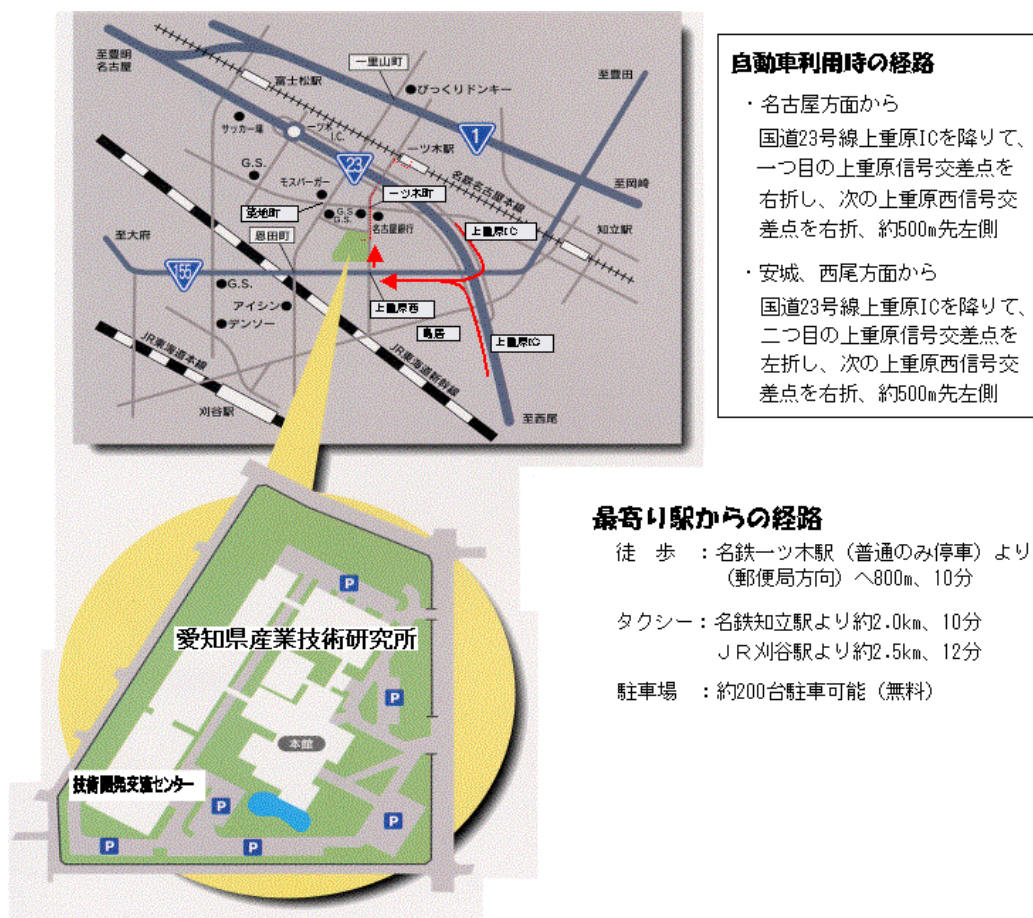 至豊明
名古屋
一里山町
富士松駅
びっくりドンキー
至豊田
サッカー場
一ツ木
I.C.
1
23
一ツ木駅
名鉄名古屋本線
至岡崎
G.S.
モスバーガー
一ツ木町
築地町
G.S.
G.S.
名古屋銀行
上重原IC
知立駅
至大府
恩田町
155
G.S.
アイシン
デンソー
上重原西
上重原IC
JR東海道本線
JR東海道新幹線
刈谷駅
至西尾
自動車利用時の経路
・名古屋方面から
国道23号線上重原ICを降りて、
一つ目の上重原信号交差点を
右折し、次の上重原西信号交
差点を右折、約500m先左側
・安城、西尾方面から
国道23号線上重原ICを降りて、
二つ目の上重原信号交差点を
左折し、次の上重原西信号交
差点を右折、約500m先左側
最寄り駅からの経路
徒　歩　：名鉄一ツ木駅（普通のみ停車）より
（郵便局方向）へ800m、10分
タクシー：名鉄知立駅より約2.0km、10分
ＪＲ刈谷駅より約2.5km、12分
駐車場　：約200台駐車可能（無料）
P
愛知県産業技術研究所
P
本館
技術開発交流センター
P
P
P
P